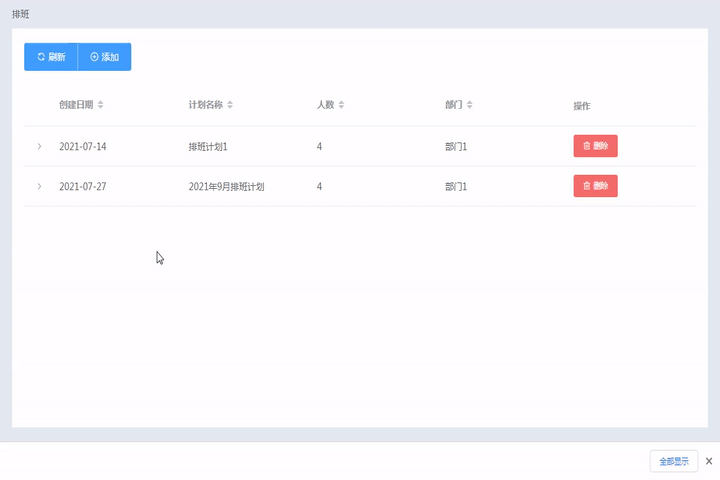 排班
刷新 添加
创建日期 计划名称 人数 部门 操作
2021-07-14 排班计划1 4 部门1 删除
2021-07-27 2021年9月排班计划 4 部门1 删除
全部显示